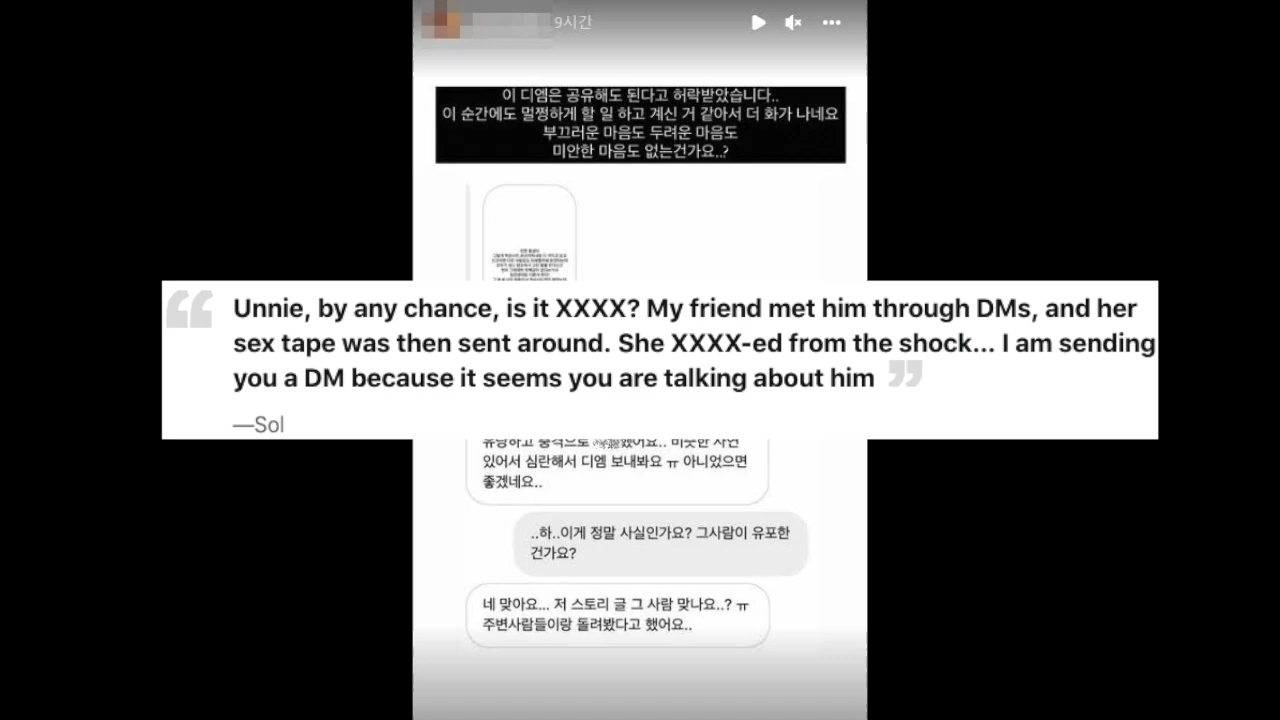 9시간
이 디엠은 공유해도 된다고 허락받았습니다..
이 순간에도 멀쩡하게 할 일 하고 계신 거 같아서 더 화가 나네요
부끄러운 마음도 두려운 마음도
미안한 마음도 없는건가요..?
Unnie, by any chance, is it XXXX? My friend met him through DMs, and her
sex tape was then sent around. She XXXX-ed from the shock... I am sending
you a DM because it seems you are talking about him
—Sol
유당하고 충격으로 했어요.. 비슷한 사연
있어서 심란해서 디엠 보내봐요 ㅠ 아니었으면
좋겠네요..
..하..이게 정말 사실인가요? 그사람이 유포한
건가요?
네 맞아요... 저 스토리 글 그 사람 맞나요..? ㅠ
주변사람들이랑 돌려봤다고 했어요..